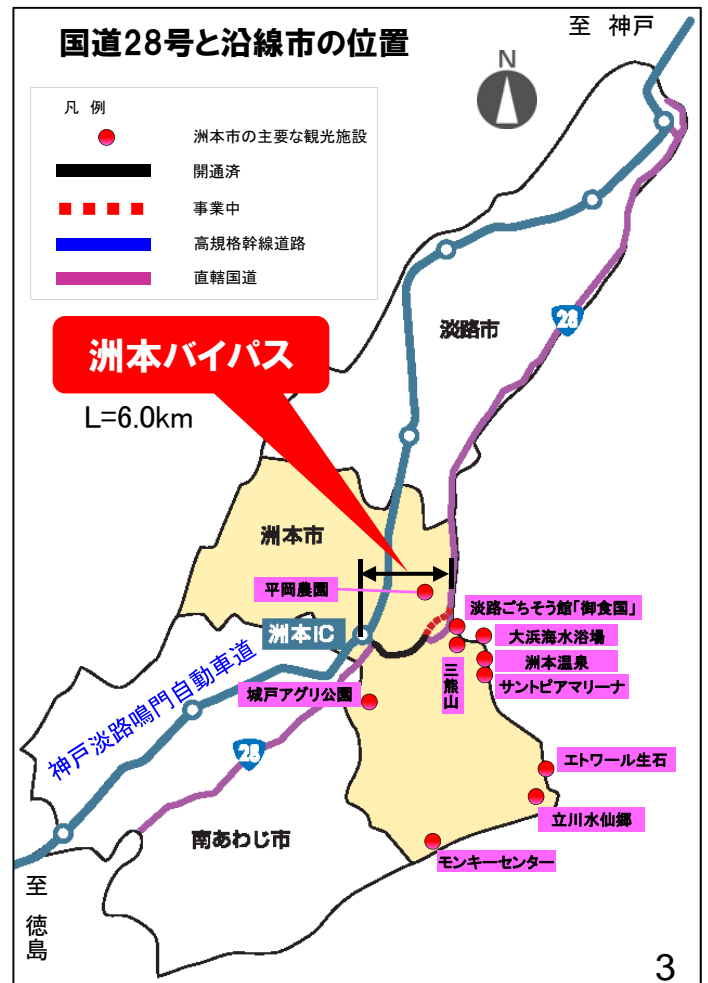 国道28号と沿線市の位置
至 神戸
N
凡 例
洲本市の主要な観光施設
開通済
事業中
高規格幹線道路
直轄国道
28
淡路市
洲本バイパス
L=6.0km
洲本市
平岡農園
淡路ごちそう館「御食国」
洲本IC
大浜海水浴場
三熊山
洲本温泉
サントピアマリーナ
城戸アグリ公園
神戸淡路鳴門自動車道
28
エトワール生石
立川水仙郷
南あわじ市
モンキーセンター
至 徳島
3